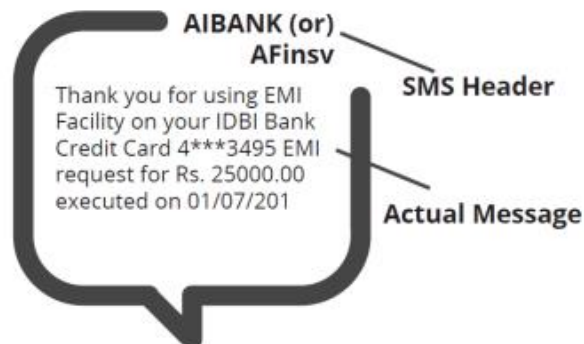 AIBANK (or)
AFinsv
SMS Header
Thank you for using EMI
Facility on your IDBI Bank
Credit Card 4***3495 EMI
request for Rs. 25000.00
executed on 01/07/201
Actual Message